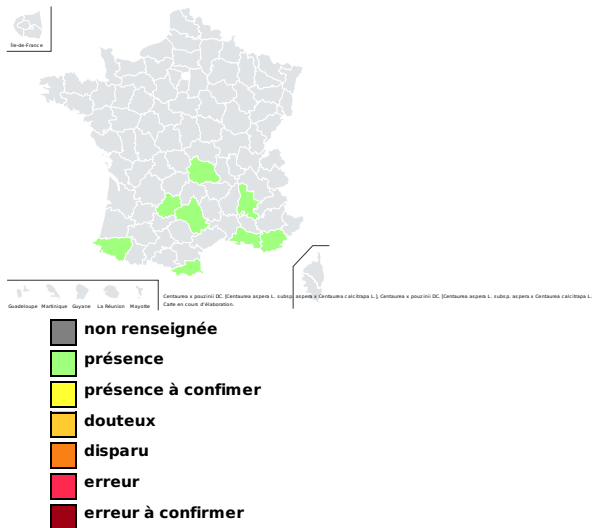 Île-de-France
Guadeloupe Martinique Guyane La Réunion Mayotte
Centaurea x pouzinii DC. [Centaurea aspera L. subsp. aspera x Centaurea calcitrapa L.], Centaurea x pouzinii DC. [Centaurea aspera L. subsp. aspera x Centaurea calcitrapa L.
Carte en cours d'élaboration.
non renseignée
présence
présence à confimer
douteux
disparu
erreur
erreur à confirmer